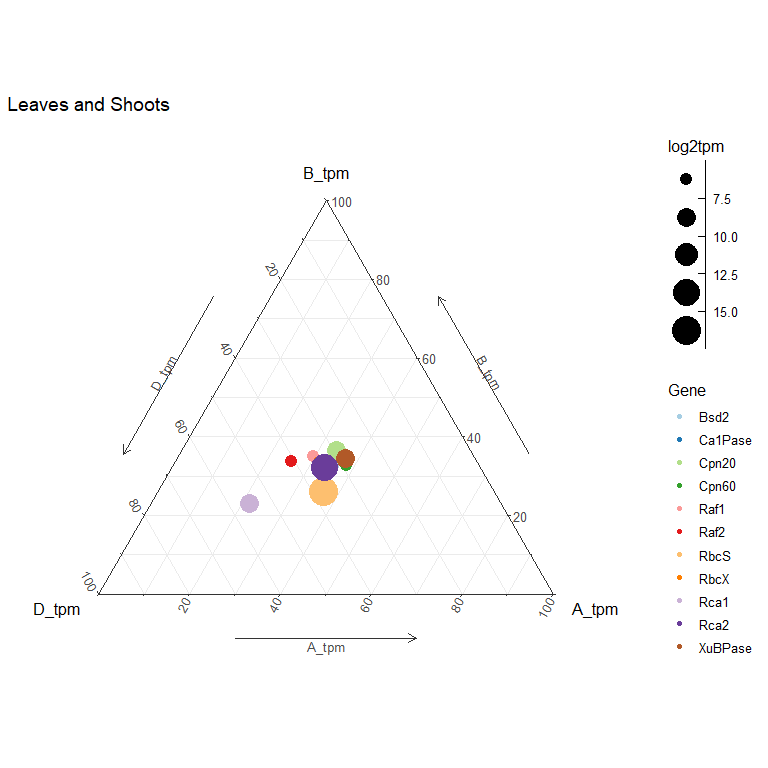 Leaves and Shoots
log2tpm
7.5
10.0
12.5
15.0
B_tpm
100
80
60
40
20
20
40
60
80
100
D_tpm
B_tpm
D_tpm
A_tpm
20
40
60
80
100
A_tpm
Gene
Bsd2
Ca1Pase
Cpn20
Cpn60
Raf1
Raf2
RbcS
RbcX
Rca1
Rca2
XuBPase